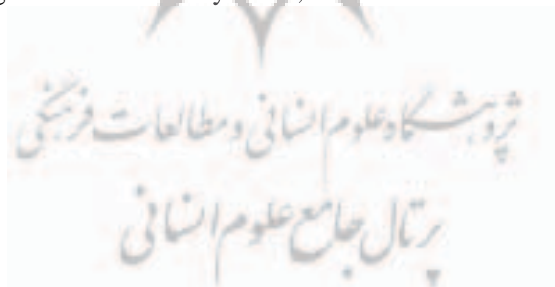 پژوهشگاه علوم انسانی و مطالعات فرهنگی
پرتال جامع علوم انسانی